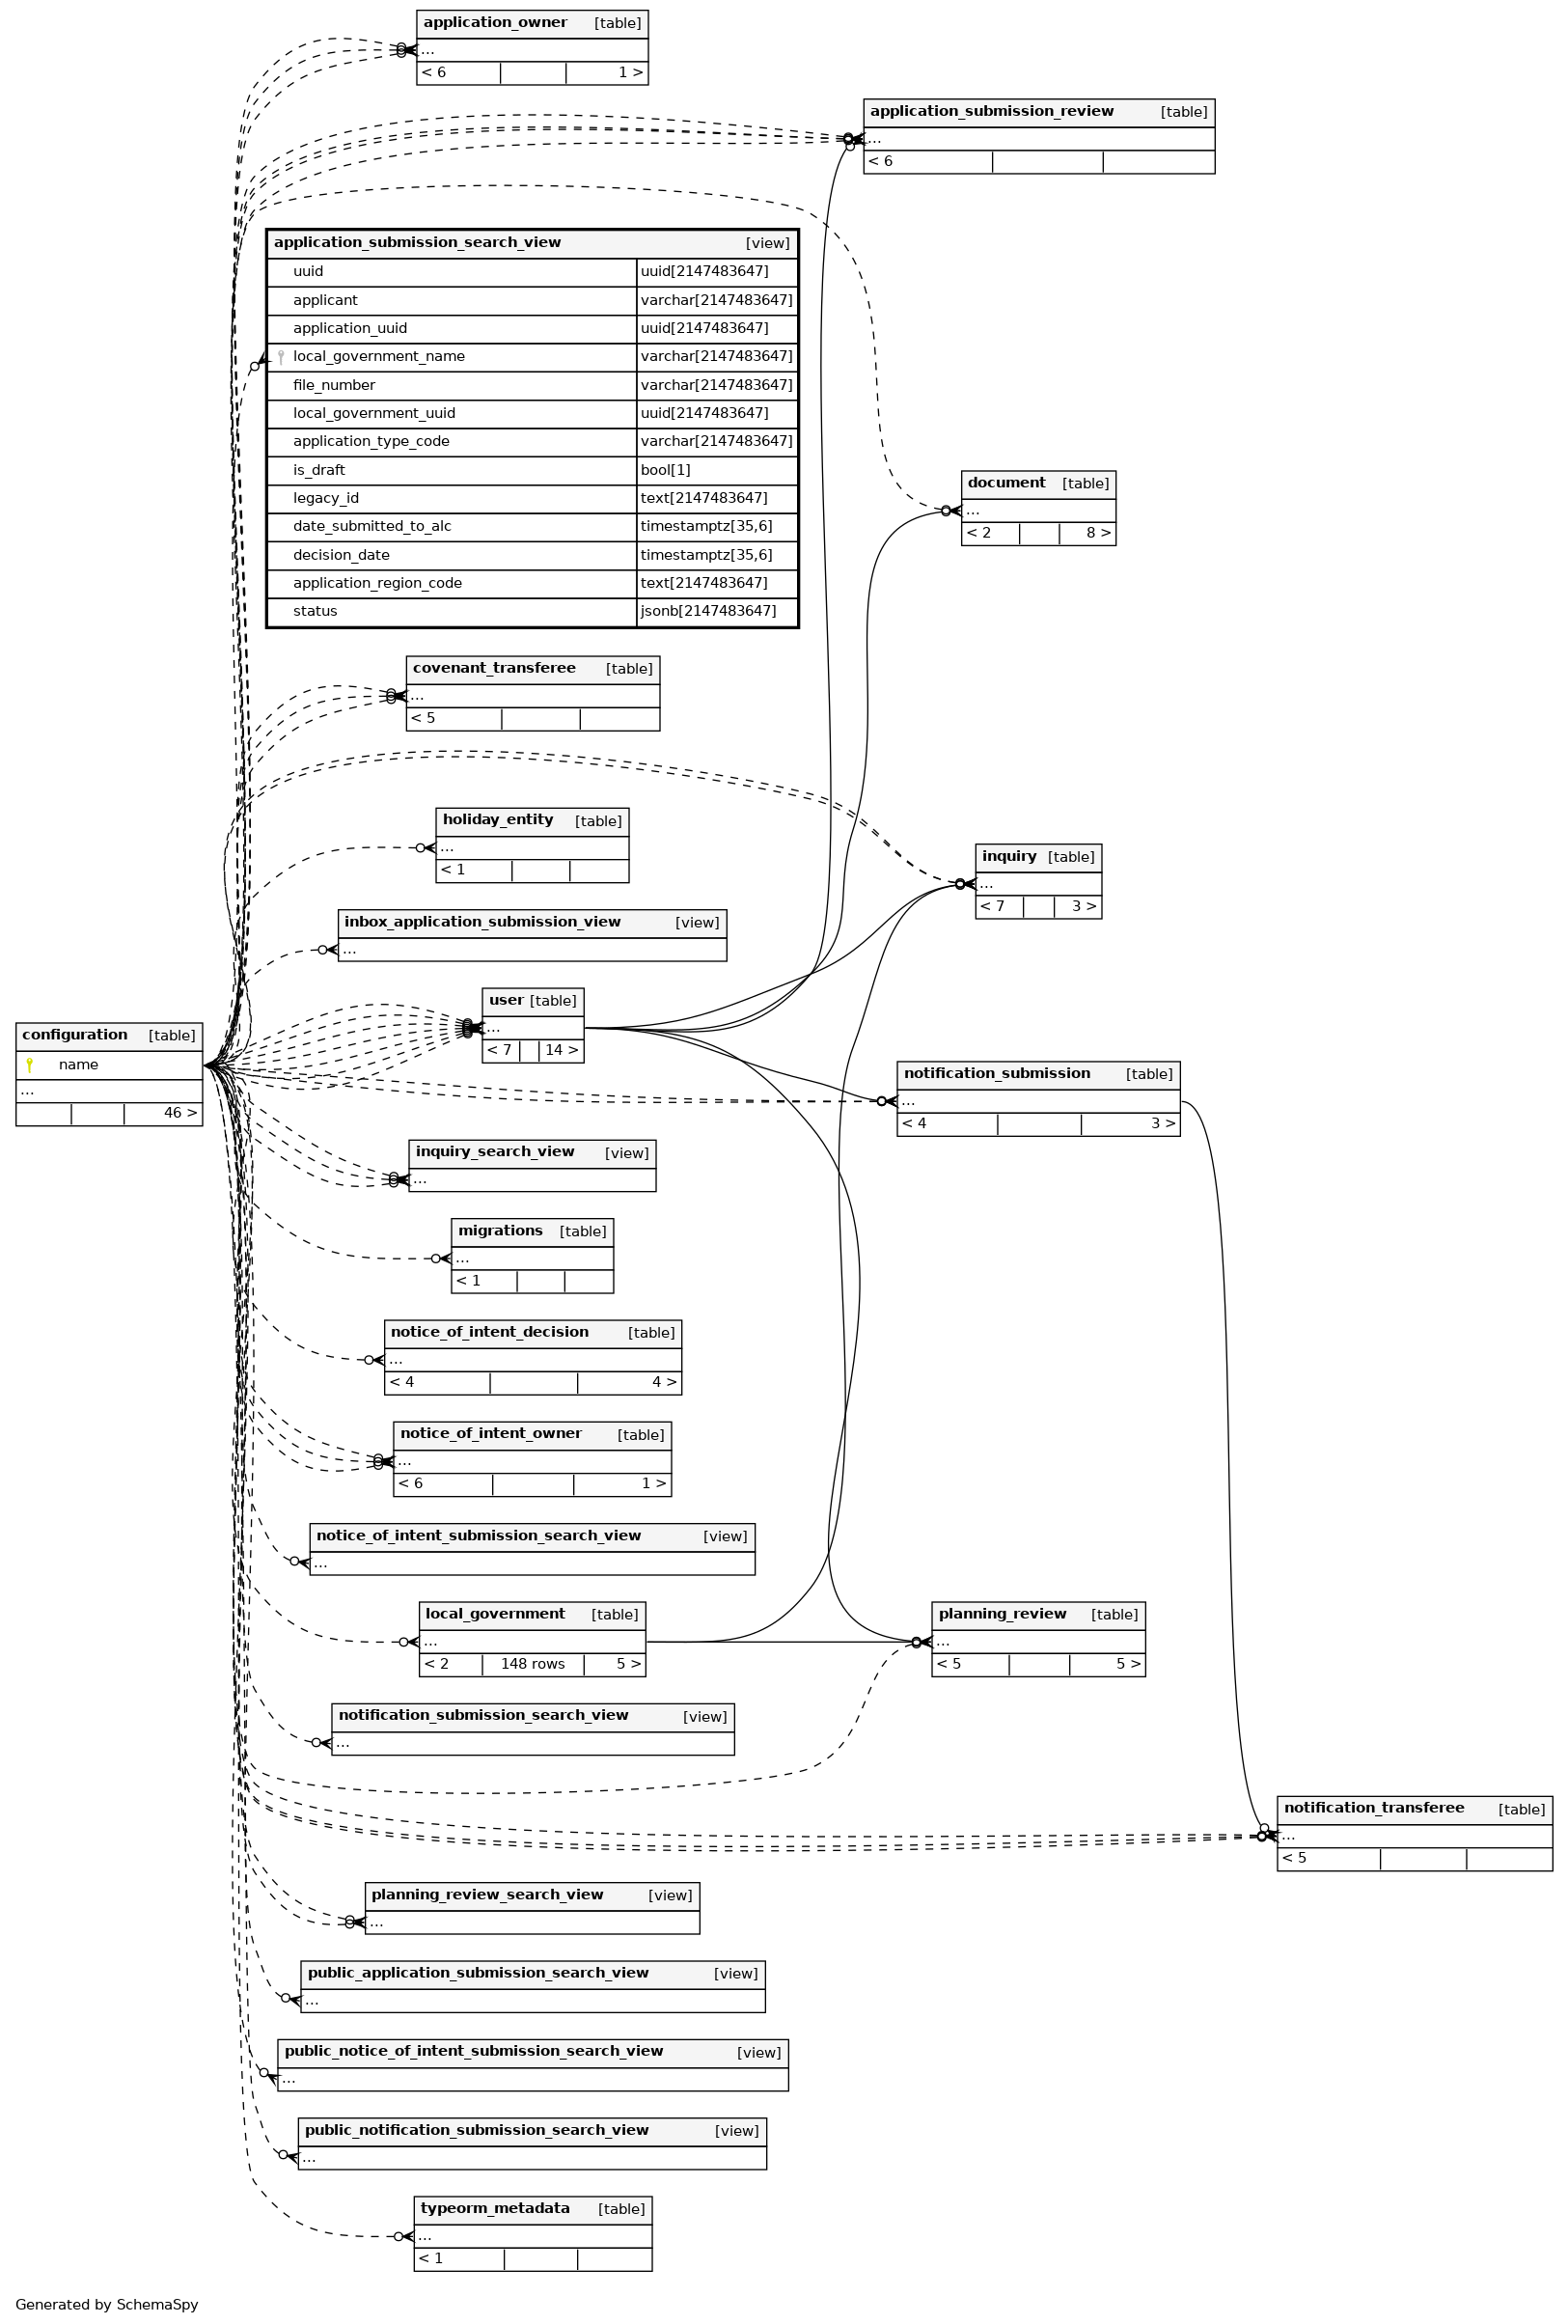 application_owner [table]
...
< 6 1 >
application_submission_review [table]
...
< 6
application_submission_search_view [view]
uuid uuid[2147483647]
applicant varchar[2147483647]
application_uuid uuid[2147483647]
local_government_name varchar[2147483647]
file_number varchar[2147483647]
local_government_uuid uuid[2147483647]
application_type_code varchar[2147483647]
is_draft bool[1]
legacy_id text[2147483647]
date_submitted_to_alc timestamptz[35,6]
decision_date timestamptz[35,6]
application_region_code text[2147483647]
status jsonb[2147483647]
document [table]
...
< 2 8 >
covenant_transferee [table]
...
< 5
holiday_entity [table]
...
< 1
inquiry [table]
...
< 7 3 >
inbox_application_submission_view [view]
...
user [table]
...
< 7 14 >
configuration [table]
name
...
46 >
notification_submission [table]
...
< 4 3 >
inquiry_search_view [view]
...
migrations [table]
...
< 1
notice_of_intent_decision [table]
...
< 4 4 >
notice_of_intent_owner [table]
...
< 6 1 >
notice_of_intent_submission_search_view [view]
...
local_government [table]
...
< 2 148 rows 5 >
planning_review [table]
...
< 5 5 >
notification_submission_search_view [view]
...
notification_transferee [table]
...
< 5
planning_review_search_view [view]
...
public_application_submission_search_view [view]
...
public_notice_of_intent_submission_search_view [view]
...
public_notification_submission_search_view [view]
...
typeorm_metadata [table]
...
< 1
Generated by SchemaSpy